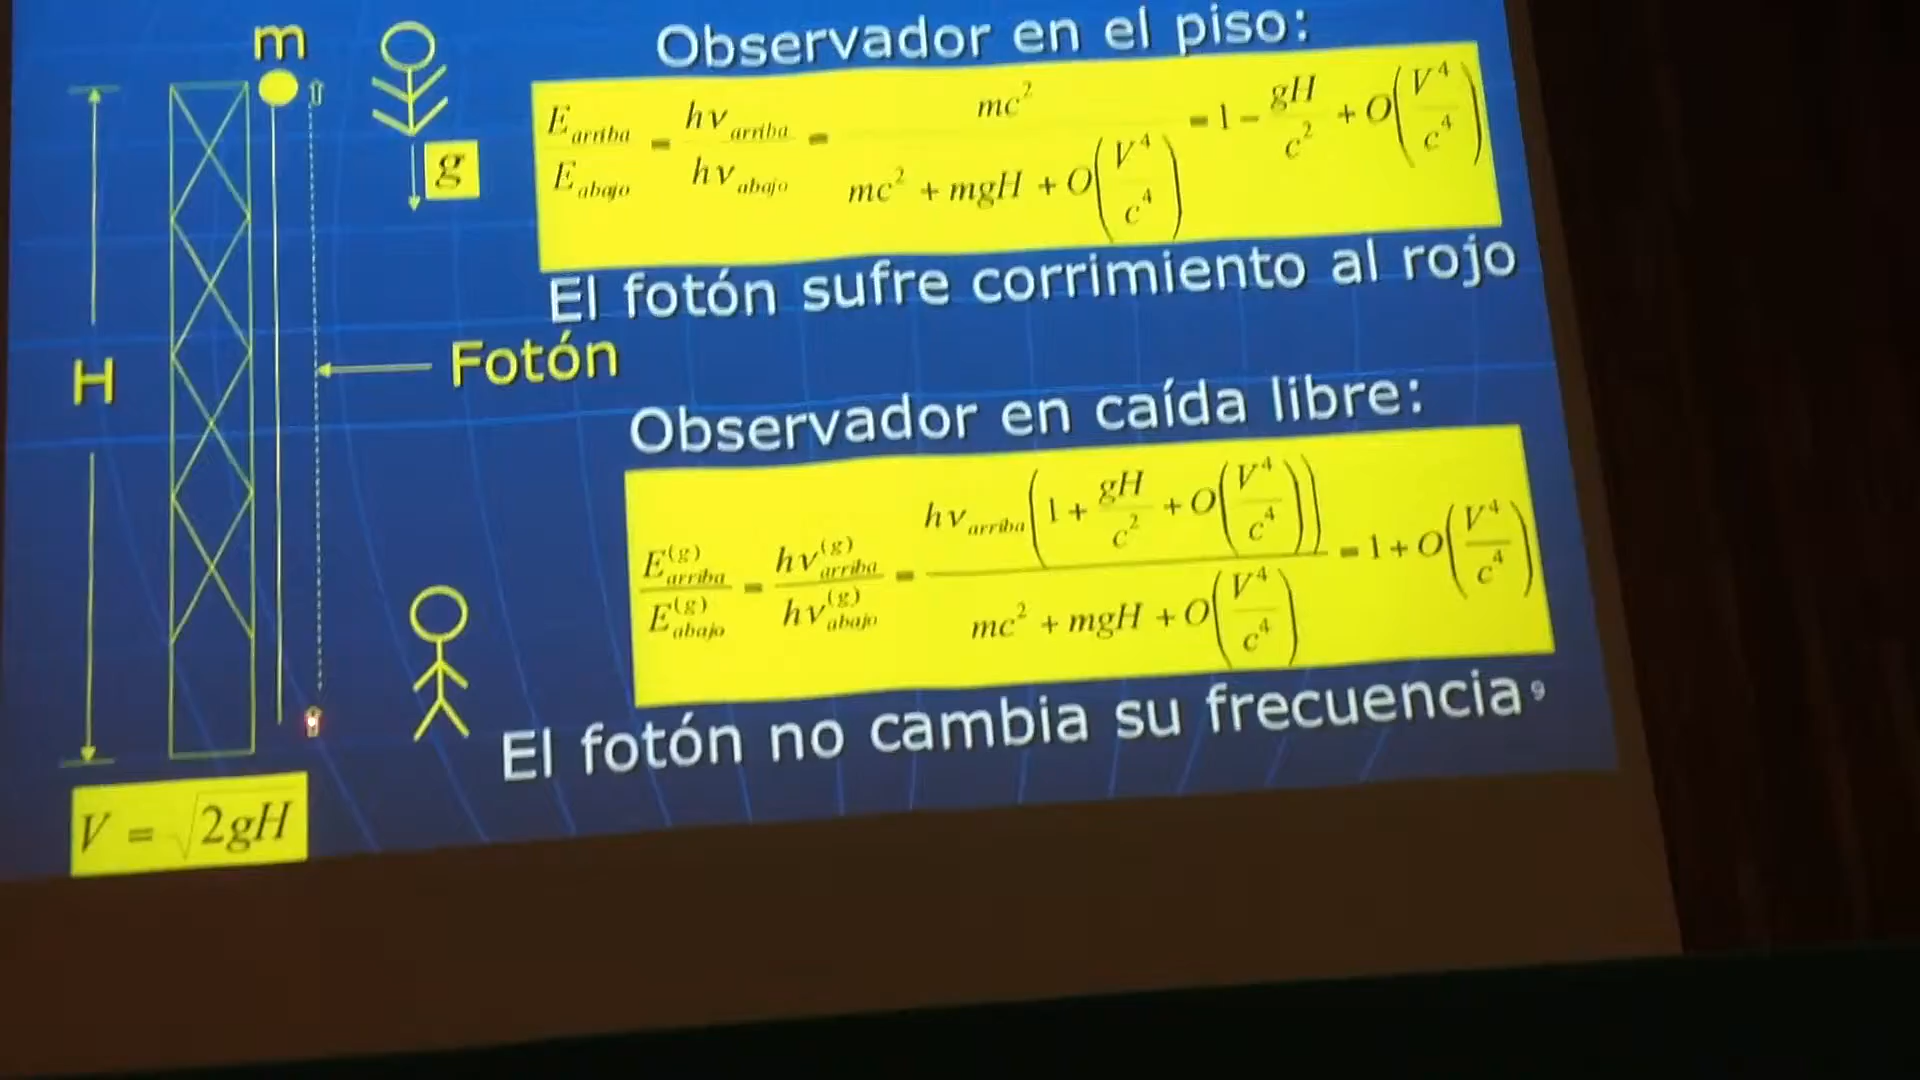 m
Observador en el piso:
E_arriba / E_abajo = hν_arriba / hν_abajo = mc² / (mc² + mgH + O(V⁴/c⁴)) = 1 − gH/c² + O(V⁴/c⁴)
g
El fotón sufre corrimiento al rojo
Fotón
H
Observador en caída libre:
E^(g)_arriba / E^(g)_abajo = hν^(g)_arriba / hν^(g)_abajo = hν_arriba(1 + gH/c² + O(V⁴/c⁴)) / (mc² + mgH + O(V⁴/c⁴)) = 1 + O(V⁴/c⁴)
El fotón no cambia su frecuencia
9
V = √2gH